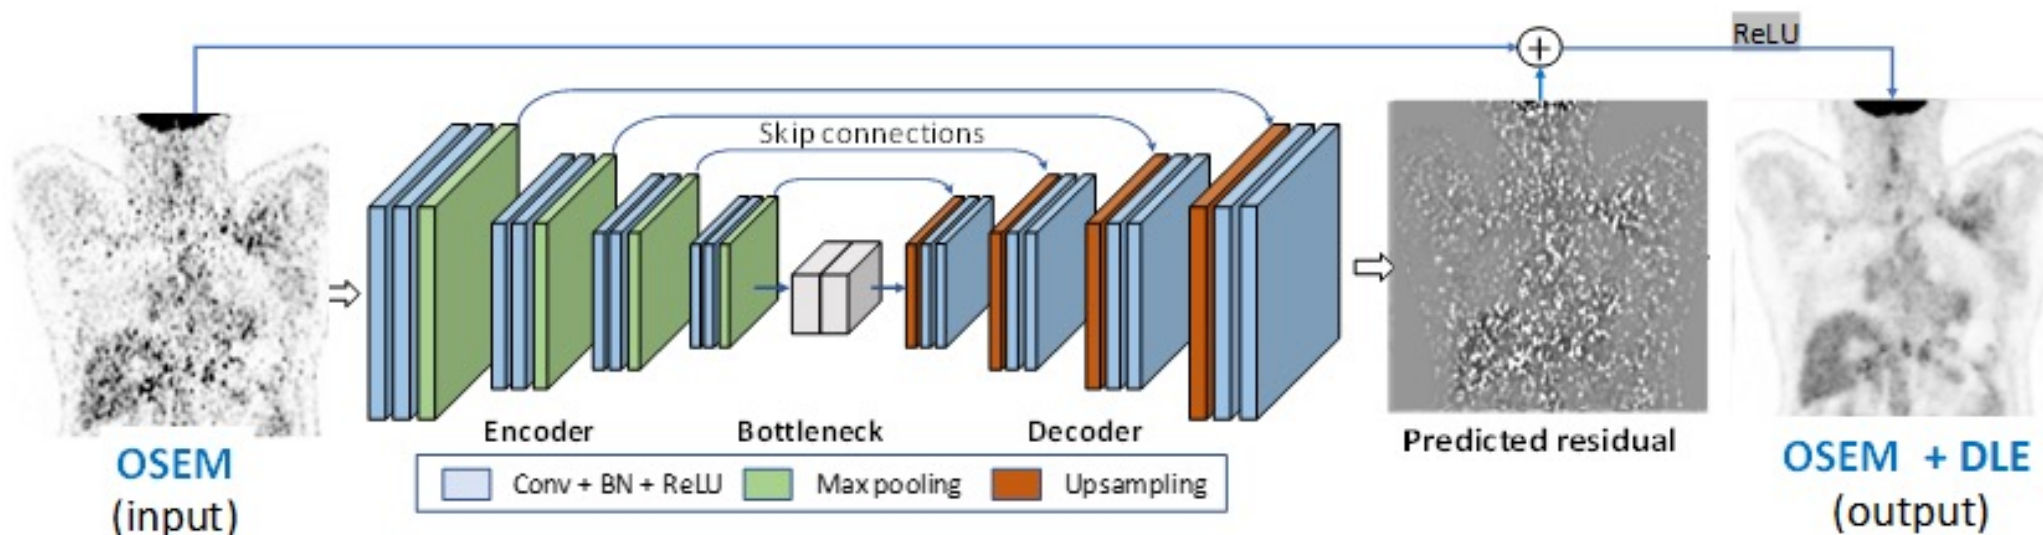 ReLU
+
Skip connections
Encoder
Bottleneck
Decoder
Predicted residual
OSEM
(input)
OSEM + DLE
(output)
Conv + BN + ReLU
Max pooling
Upsampling